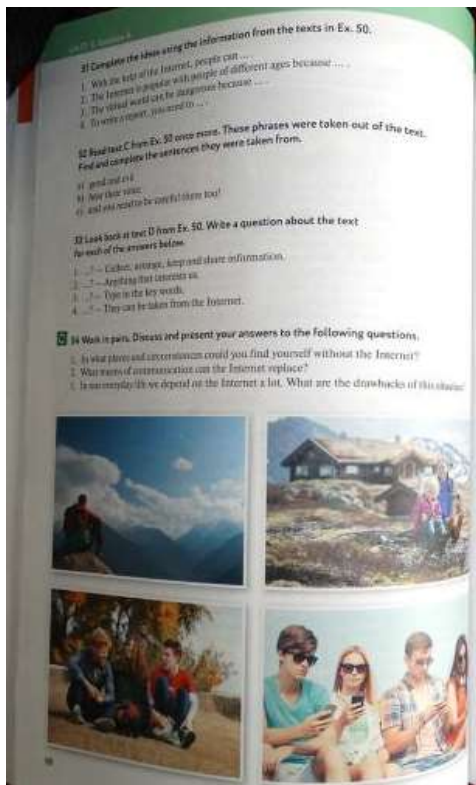 51 Complete the ideas using the information from the texts in Ex. 50.
1. With the help of the Internet, people can ... .
2. The Internet is popular with people of different ages because ... .
3. The virtual world can be dangerous because ... .
4. To write a report, you need to ... .
52 Read text C from Ex. 50 once more. These phrases were taken out of the text.
Find and complete the sentences they were taken from.
a) good and evil
b) hear their voice
c) and you need to be careful there too!
53 Look back at text D from Ex. 50. Write a question about the text
for each of the answers below.
1. ...? – Collect, arrange, keep and share information.
2. ...? – Anything that interests us.
3. ...? – Type in the key words.
4. ...? – They can be taken from the Internet.
54 Work in pairs. Discuss and present your answers to the following questions.
1. In what places and circumstances could you find yourself without the Internet?
2. What means of communication can the Internet replace?
3. In our everyday life we depend on the Internet a lot. What are the drawbacks of this situation?